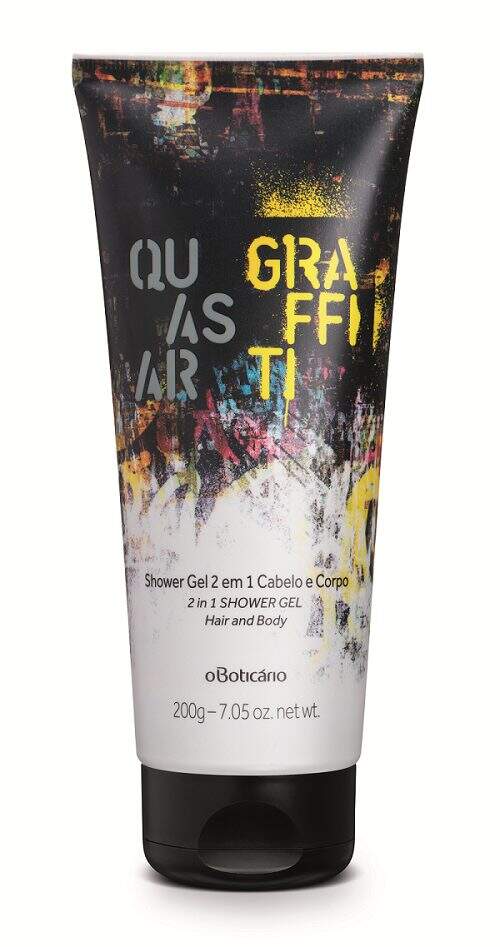 QU
AS
AR
GRA
FFI
TI
Shower Gel 2 em 1 Cabelo e Corpo
2 in 1 SHOWER GEL
Hair and Body
oBoticário
200g – 7.05 oz. net wt.